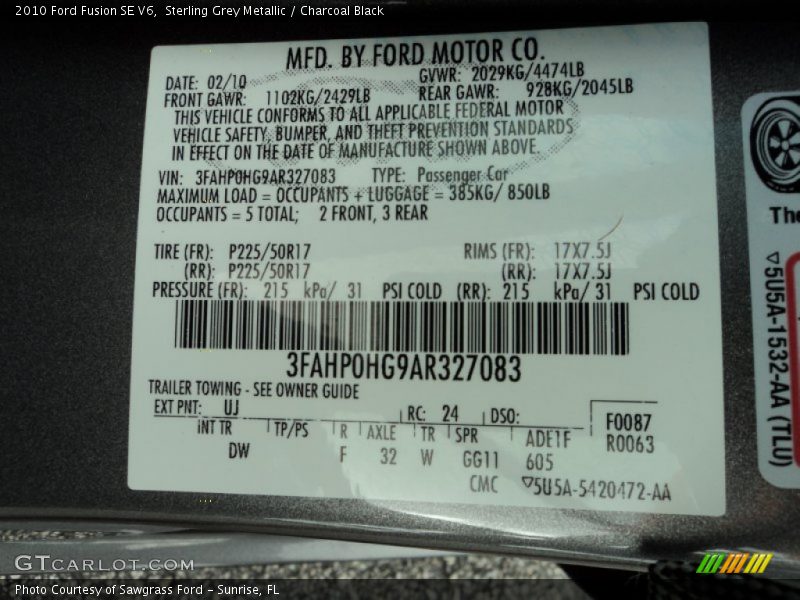 2010 Ford Fusion SE V6, Sterling Grey Metallic / Charcoal Black
MFD. BY FORD MOTOR CO.
DATE: 02/10 GVWR: 2029KG/4474LB
FRONT GAWR: 1102KG/2429LB REAR GAWR: 928KG/2045LB
THIS VEHICLE CONFORMS TO ALL APPLICABLE FEDERAL MOTOR
VEHICLE SAFETY, BUMPER, AND THEFT PREVENTION STANDARDS
IN EFFECT ON THE DATE OF MANUFACTURE SHOWN ABOVE.
VIN: 3FAHP0HG9AR327083 TYPE: Passenger Car
MAXIMUM LOAD = OCCUPANTS + LUGGAGE = 385KG/ 850LB
OCCUPANTS = 5 TOTAL; 2 FRONT, 3 REAR
TIRE (FR): P225/50R17 RIMS (FR): 17X7.5J
(RR): P225/50R17 (RR): 17X7.5J
PRESSURE (FR): 215 kPa/ 31 PSI COLD (RR): 215 kPa/ 31 PSI COLD
3FAHP0HG9AR327083
TRAILER TOWING - SEE OWNER GUIDE
EXT PNT: UJ RC: 24 DSO: F0087
INT TR TP/PS R AXLE TR SPR ADE1F R0063
DW F 32 W GG11 605
CMC ▽5U5A-5420472-AA
The
▽5U5A-1532-AA (TLU)
GTCARLOT.COM
Photo Courtesy of Sawgrass Ford - Sunrise, FL